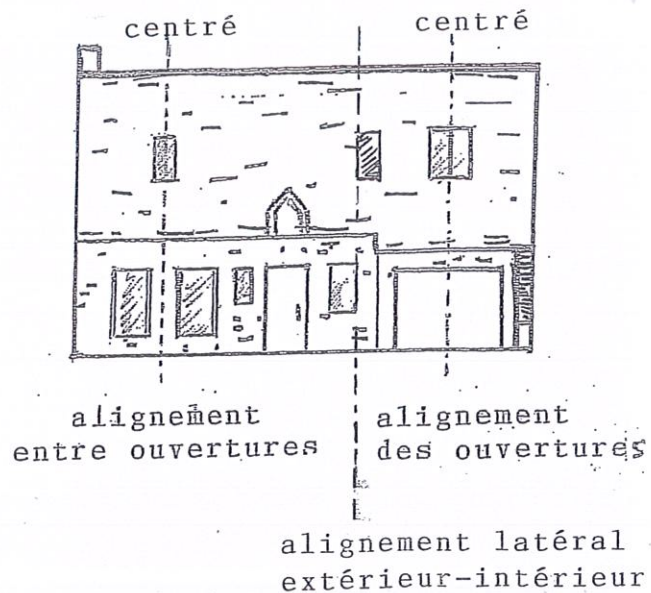 centré
centré
alignement
entre ouvertures
alignement
des ouvertures
alignement latéral
extérieur-intérieur